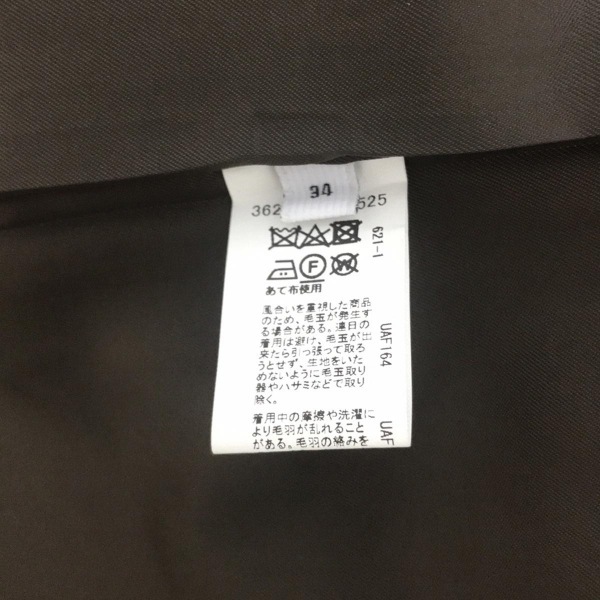 34
362 525
621-1
F
W
あて布使用
風合いを重視した商品
のため、毛玉が発生す
る場合がある。連日の
着用は避け、毛玉が出
来たら引っ張って取ろ
うとせず、生地をいた
めないように毛玉取り
器やハサミなどで取り
除く。
着用中の摩擦や洗濯に
より毛羽が乱れること
がある。毛羽の絡みを
UAF164
UAF